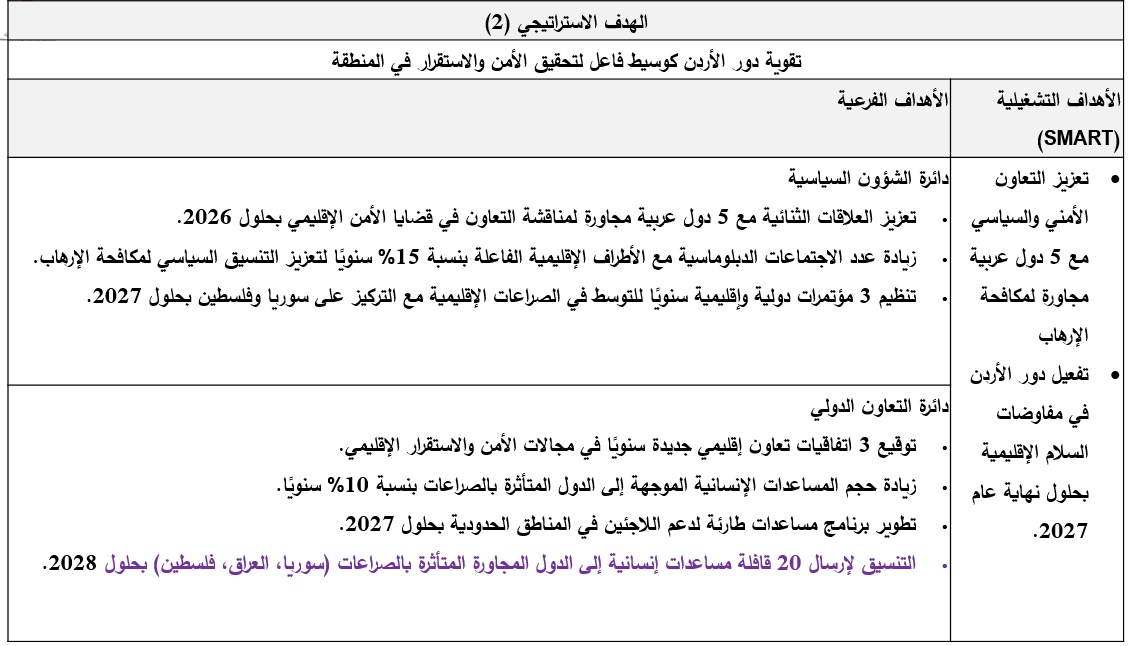 الهدف الاستراتيجي (2)
تقوية دور الأردن كوسيط فاعل لتحقيق الأمن والاستقرار في المنطقة
الأهداف التشغيلية
(SMART)
الأهداف الفرعية
• تعزيز التعاون
الأمني والسياسي
مع 5 دول عربية
مجاورة لمكافحة
الإرهاب
• تفعيل دور الأردن
في مفاوضات
السلام الإقليمية
بحلول نهاية عام
2027.
دائرة الشؤون السياسية
• تعزيز العلاقات الثنائية مع 5 دول عربية مجاورة لمناقشة التعاون في قضايا الأمن الإقليمي بحلول 2026.
• زيادة عدد الاجتماعات الدبلوماسية مع الأطراف الإقليمية الفاعلة بنسبة 15% سنويًا لتعزيز التنسيق السياسي لمكافحة الإرهاب.
• تنظيم 3 مؤتمرات دولية وإقليمية سنويًا للتوسط في الصراعات الإقليمية مع التركيز على سوريا وفلسطين بحلول 2027.
دائرة التعاون الدولي
• توقيع 3 اتفاقيات تعاون إقليمي جديدة سنويًا في مجالات الأمن والاستقرار الإقليمي.
• زيادة حجم المساعدات الإنسانية الموجهة إلى الدول المتأثرة بالصراعات بنسبة 10% سنويًا.
• تطوير برنامج مساعدات طارئة لدعم اللاجئين في المناطق الحدودية بحلول 2027.
• التنسيق لإرسال 20 قافلة مساعدات إنسانية إلى الدول المجاورة المتأثرة بالصراعات (سوريا، العراق، فلسطين) بحلول 2028.